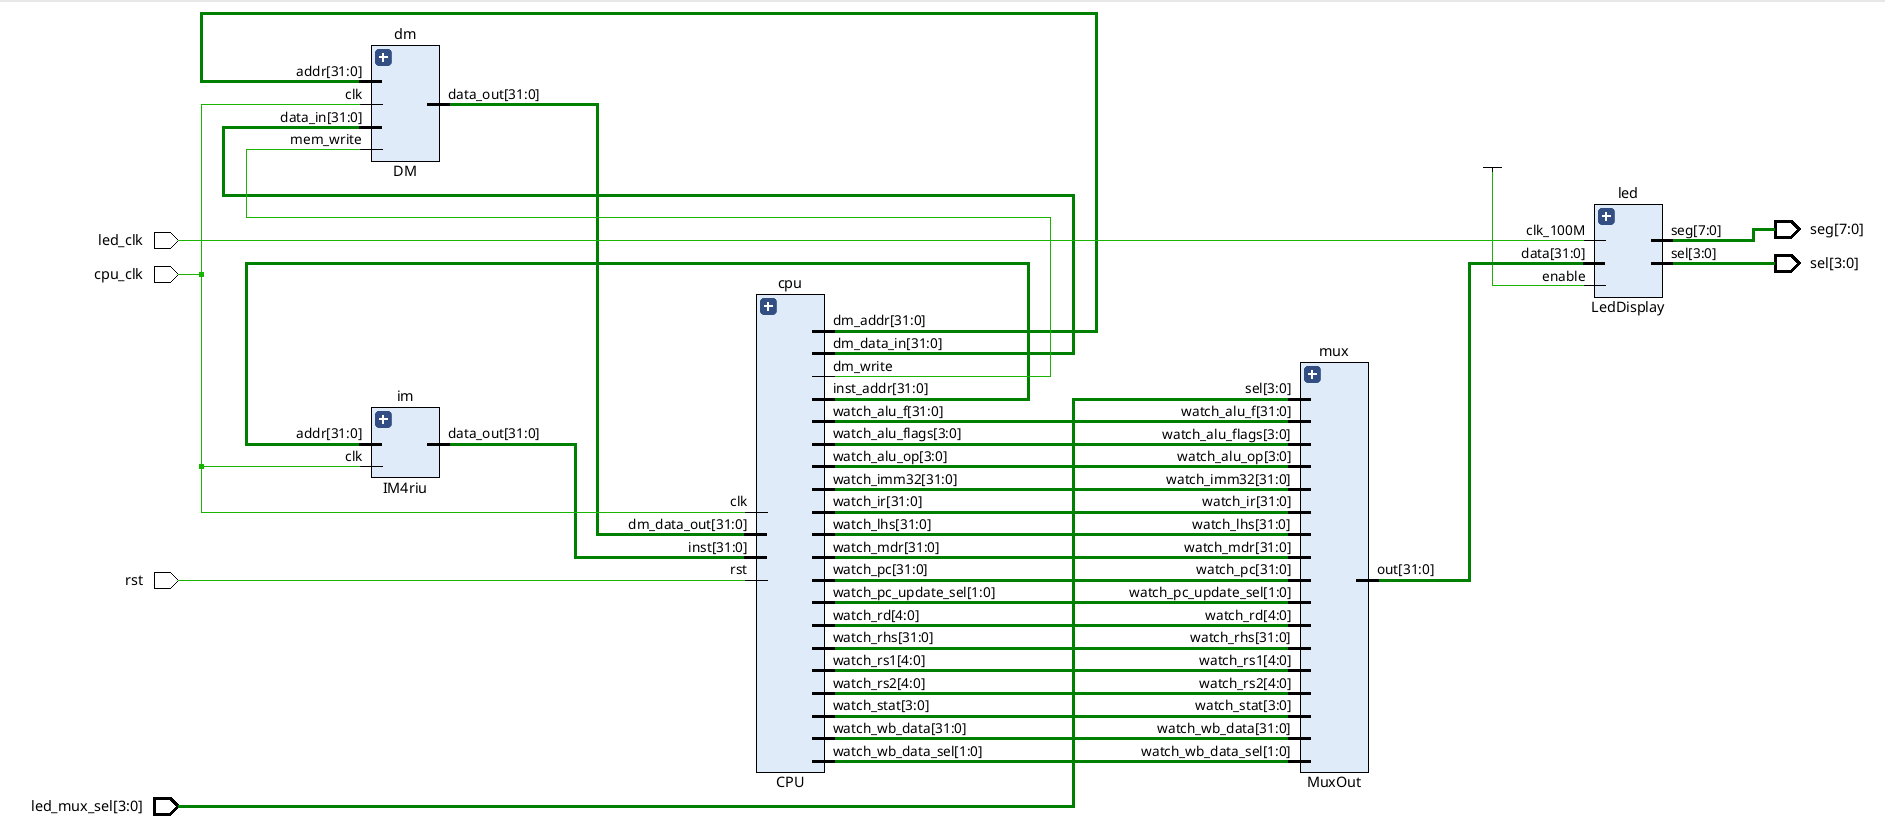 dm
addr[31:0]
clk
data_in[31:0]
mem_write
data_out[31:0]
DM
led_clk
cpu_clk
im
addr[31:0]
clk
data_out[31:0]
IM4riu
rst
led_mux_sel[3:0]
cpu
clk
dm_data_out[31:0]
inst[31:0]
rst
dm_addr[31:0]
dm_data_in[31:0]
dm_write
inst_addr[31:0]
watch_alu_f[31:0]
watch_alu_flags[3:0]
watch_alu_op[3:0]
watch_imm32[31:0]
watch_ir[31:0]
watch_lhs[31:0]
watch_mdr[31:0]
watch_pc[31:0]
watch_pc_update_sel[1:0]
watch_rd[4:0]
watch_rhs[31:0]
watch_rs1[4:0]
watch_rs2[4:0]
watch_stat[3:0]
watch_wb_data[31:0]
watch_wb_data_sel[1:0]
CPU
mux
sel[3:0]
watch_alu_f[31:0]
watch_alu_flags[3:0]
watch_alu_op[3:0]
watch_imm32[31:0]
watch_ir[31:0]
watch_lhs[31:0]
watch_mdr[31:0]
watch_pc[31:0]
watch_pc_update_sel[1:0]
watch_rd[4:0]
watch_rhs[31:0]
watch_rs1[4:0]
watch_rs2[4:0]
watch_stat[3:0]
watch_wb_data[31:0]
watch_wb_data_sel[1:0]
out[31:0]
MuxOut
led
clk_100M
data[31:0]
enable
seg[7:0]
sel[3:0]
LedDisplay
seg[7:0]
sel[3:0]